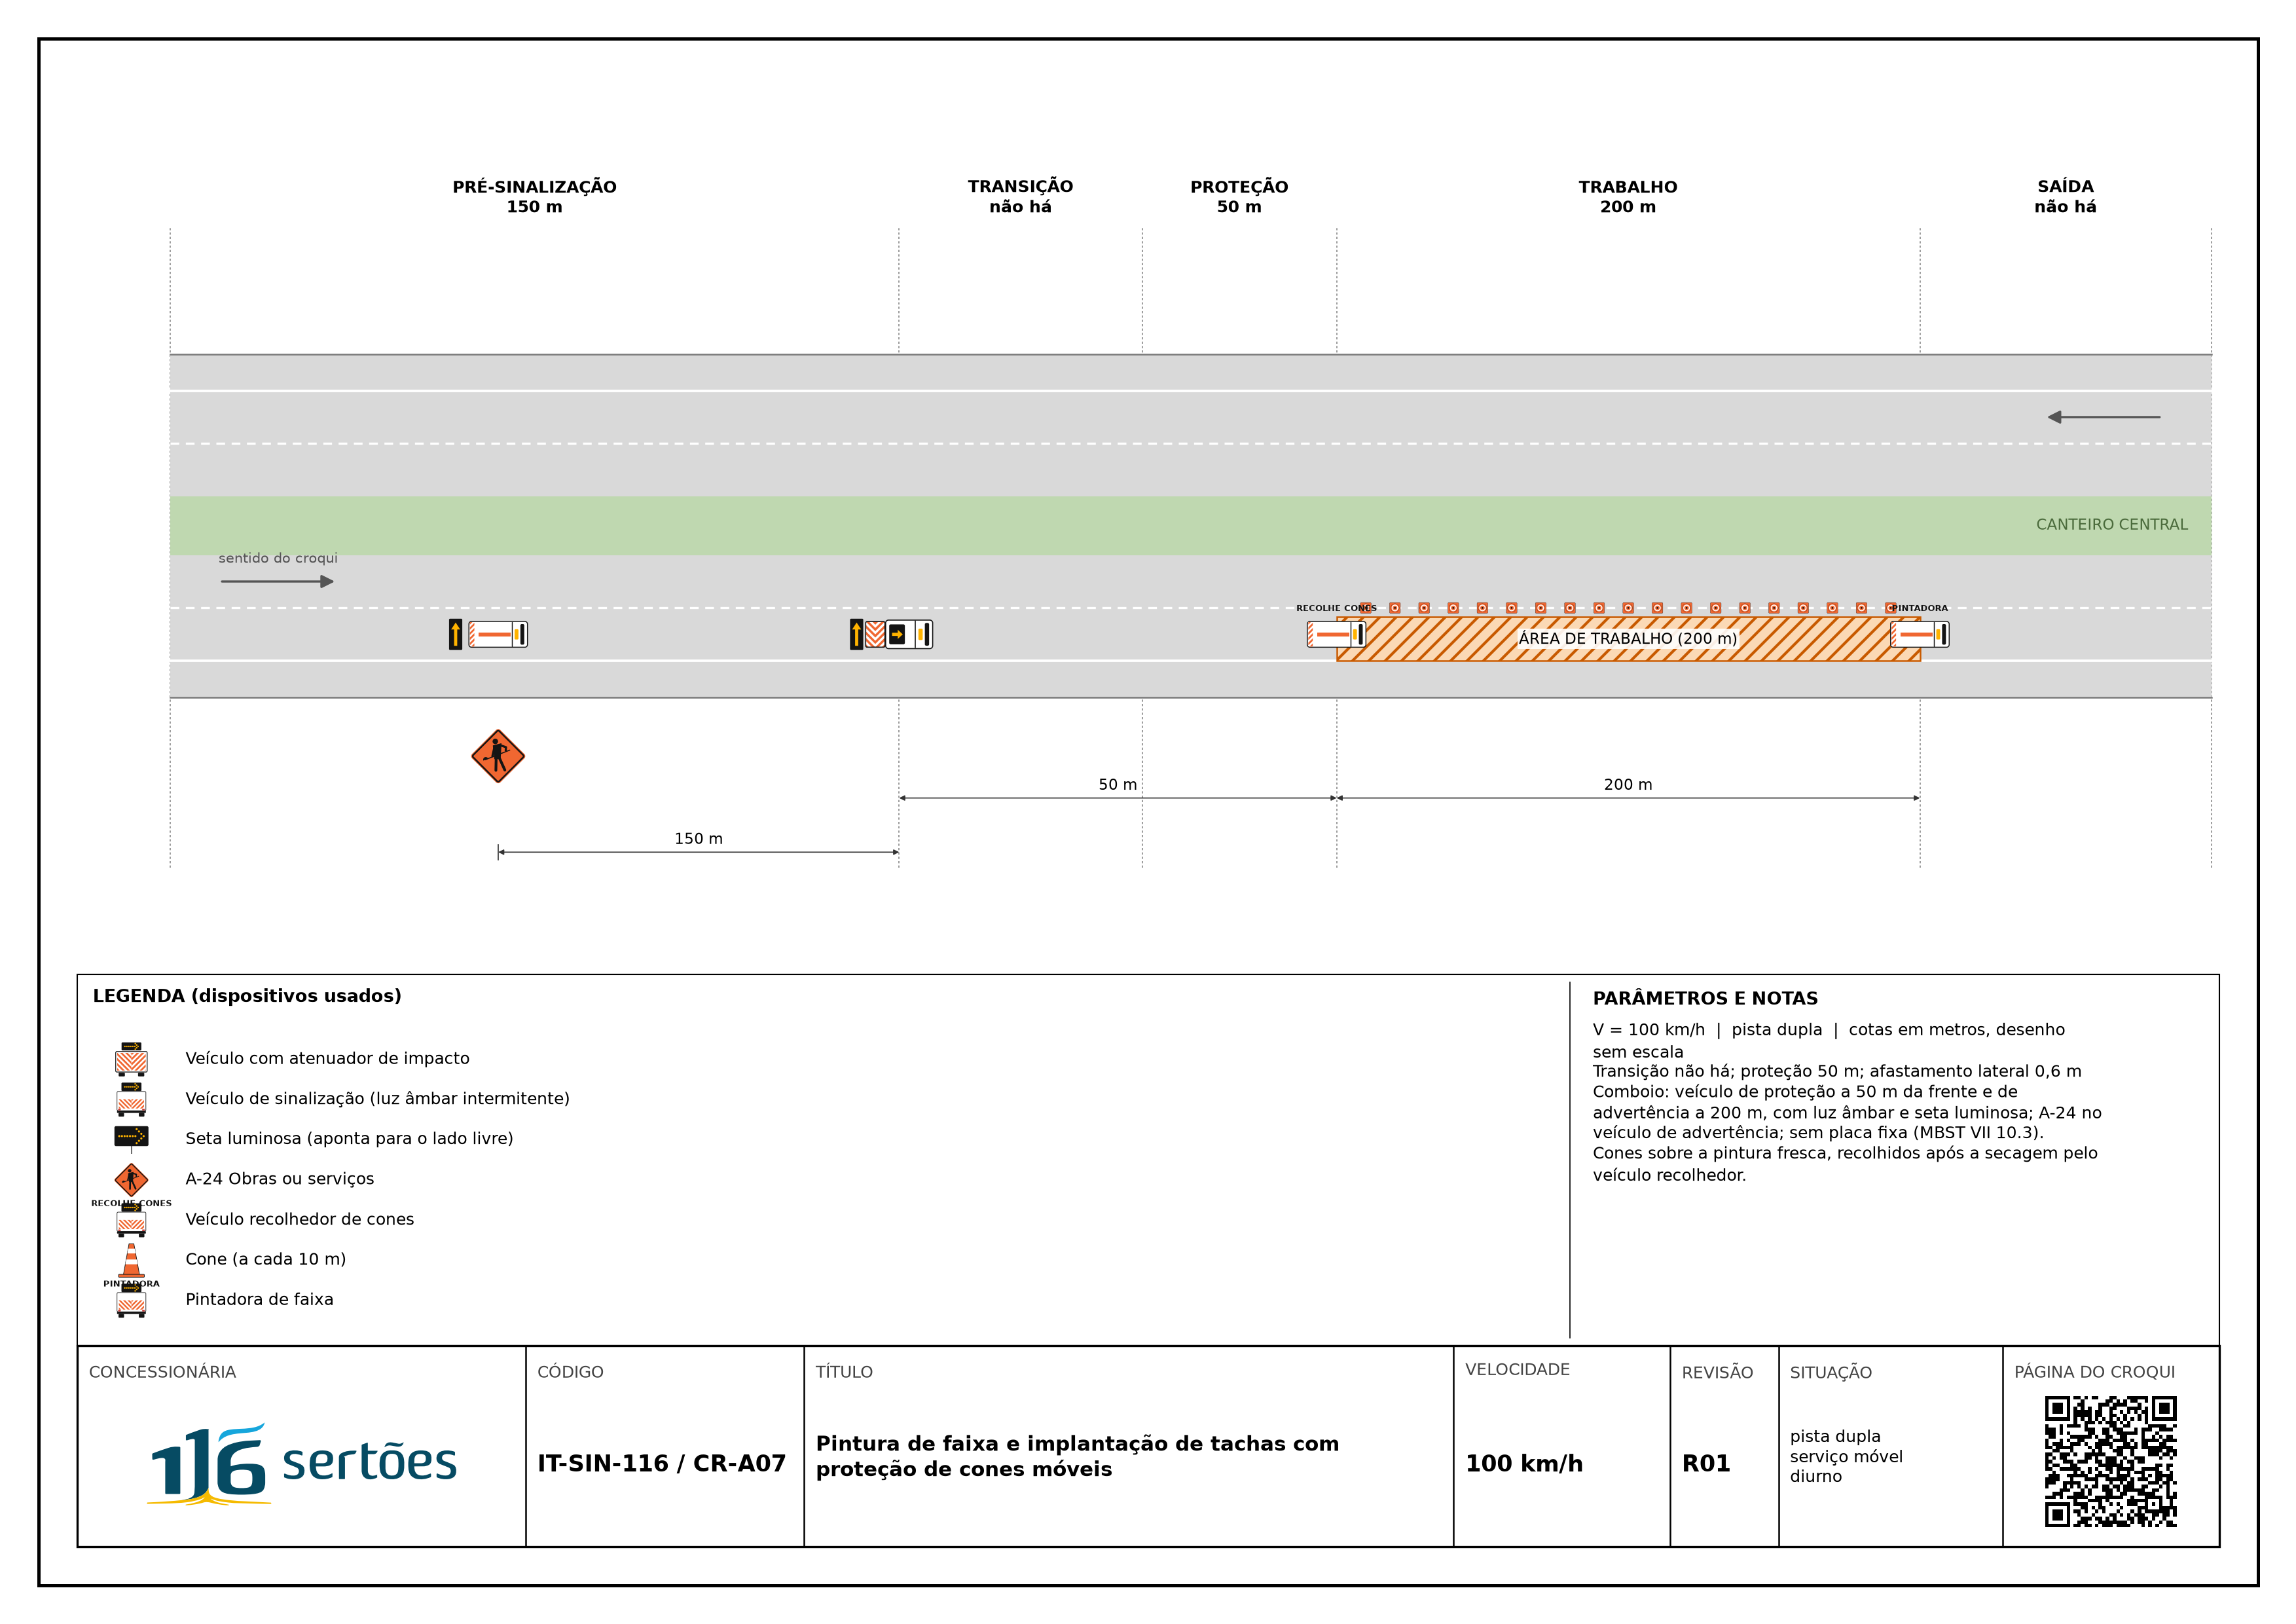 PRÉ-SINALIZAÇÃO
150 m
TRANSIÇÃO
não há
PROTEÇÃO
50 m
TRABALHO
200 m
SAÍDA
não há
CANTEIRO CENTRAL
sentido do croqui
RECOLHE CONES
PINTADORA
ÁREA DE TRABALHO (200 m)
50 m
200 m
150 m
LEGENDA (dispositivos usados)
Veículo com atenuador de impacto
Veículo de sinalização (luz âmbar intermitente)
Seta luminosa (aponta para o lado livre)
A-24 Obras ou serviços
RECOLHE CONES
Veículo recolhedor de cones
Cone (a cada 10 m)
PINTADORA
Pintadora de faixa
PARÂMETROS E NOTAS
V = 100 km/h | pista dupla | cotas em metros, desenho
sem escala
Transição não há; proteção 50 m; afastamento lateral 0,6 m
Comboio: veículo de proteção a 50 m da frente e de
advertência a 200 m, com luz âmbar e seta luminosa; A-24 no
veículo de advertência; sem placa fixa (MBST VII 10.3).
Cones sobre a pintura fresca, recolhidos após a secagem pelo
veículo recolhedor.
CONCESSIONÁRIA
116 sertões
CÓDIGO
IT-SIN-116 / CR-A07
TÍTULO
Pintura de faixa e implantação de tachas com
proteção de cones móveis
VELOCIDADE
100 km/h
REVISÃO
R01
SITUAÇÃO
pista dupla
serviço móvel
diurno
PÁGINA DO CROQUI